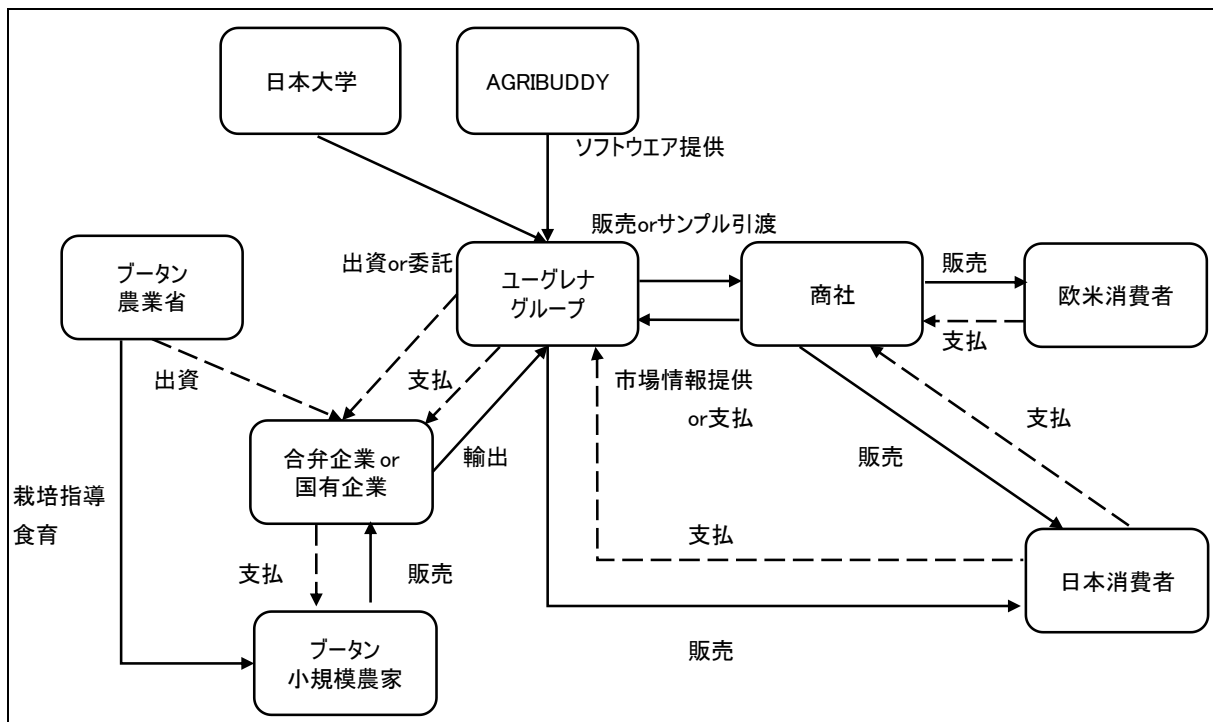 日本大学
AGRIBUDDY
ソフトウエア提供
販売orサンプル引渡
ブータン
農業省
出資or委託
ユーグレナ
グループ
商社
販売
欧米消費者
支払
出資
支払
市場情報提供
or支払
支払
合弁企業or
国有企業
輸出
販売
栽培指導
食育
支払
日本消費者
支払
販売
ブータン
小規模農家
販売